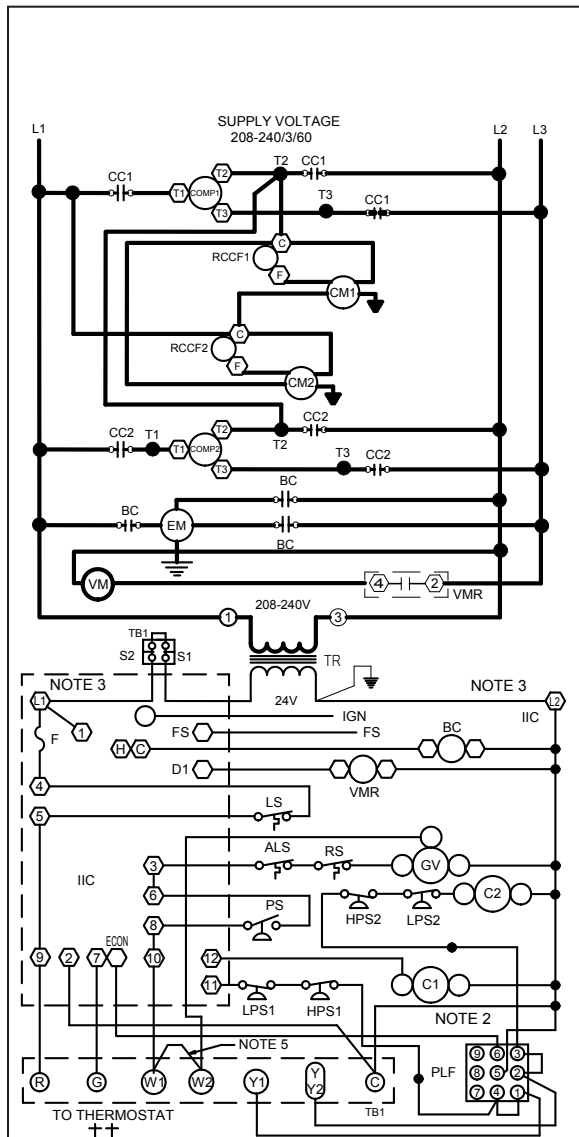 SUPPLY VOLTAGE
208-240/3/60
L1 L2 L3
T2 CC1
CC1 T1 COMP1 T2 T3 T3 CC1
C
RCCF1
F
CM1
C
RCCF2
F
CM2
CC2 T1 T1 COMP2 T2 T2 CC2
T3 T3 CC2
BC
BC EM
BC
VM 4 2 VMR
1 208-240V 3
TB1
S2 S1
TR
NOTE 3 24V NOTE 3
L1 L2
IGN IIC
F 1 FS FS
H C BC
D1 VMR
4 LS
5
ALS RS
IIC 3 GV
6 C2
PS HPS2 LPS2
8
ECON
9 2 7 10 12
11 C1
LPS1 HPS1 NOTE 2
NOTE 5 PLF
9 6 3
8 5 2
7 4 1
R G W1 W2 Y1 Y Y2 C
TB1
TO THERMOSTAT
‡‡